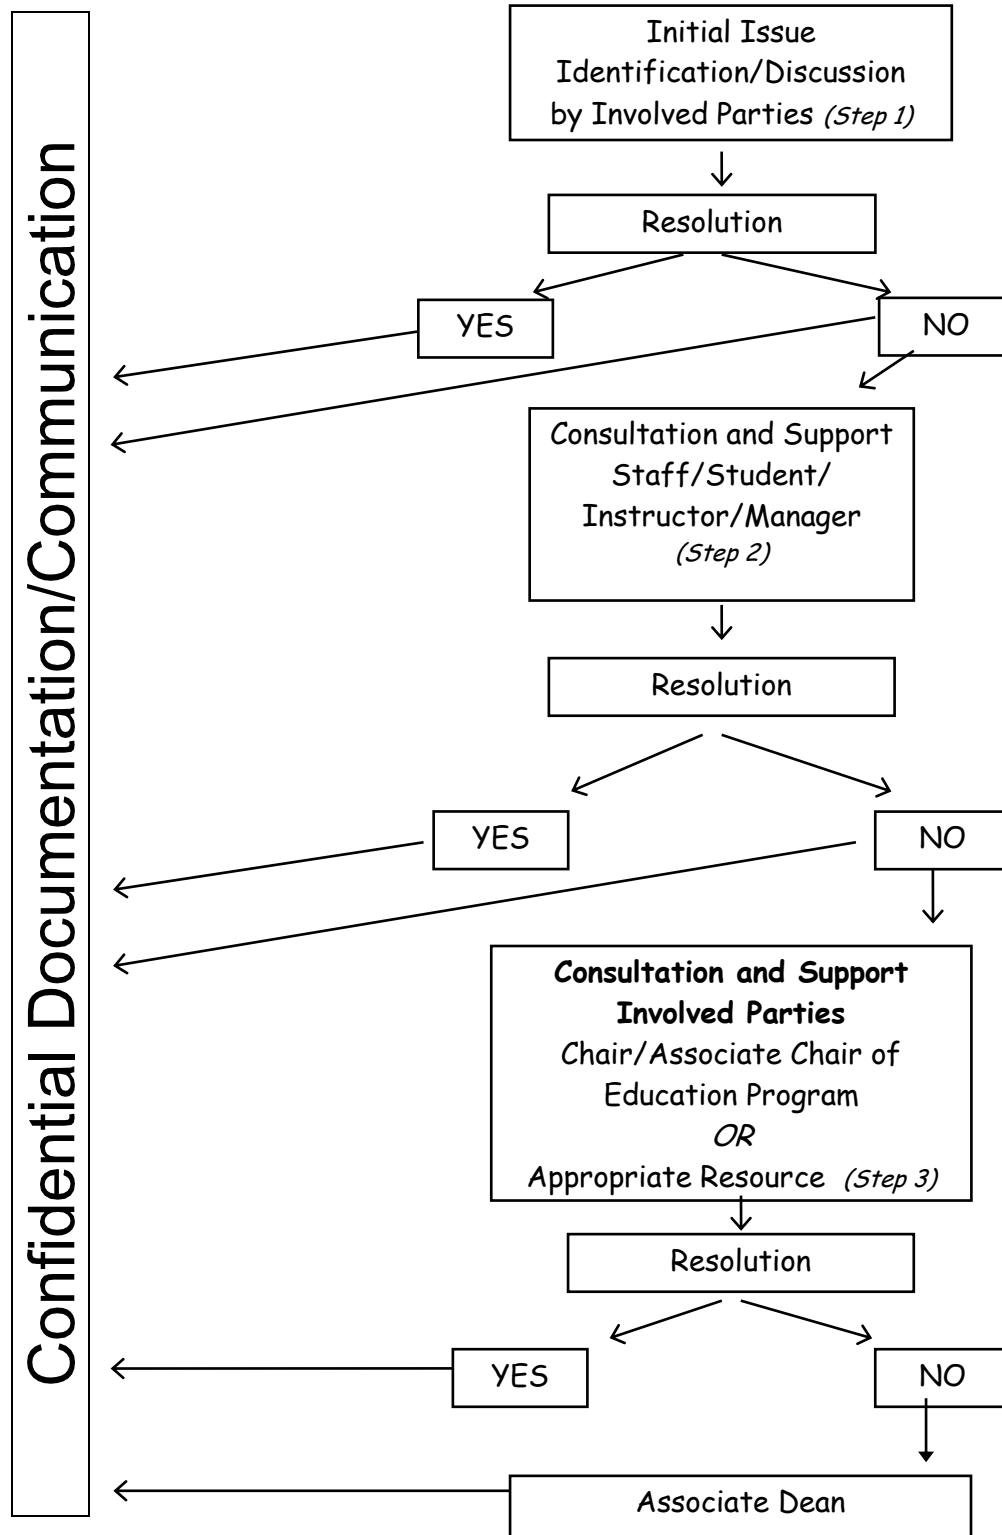 Confidential Documentation/Communication
Initial Issue
Identification/Discussion
by Involved Parties (Step 1)
Resolution
YES
NO
Consultation and Support
Staff/Student/
Instructor/Manager
(Step 2)
Resolution
YES
NO
Consultation and Support
Involved Parties
Chair/Associate Chair of
Education Program
OR
Appropriate Resource (Step 3)
Resolution
YES
NO
Associate Dean